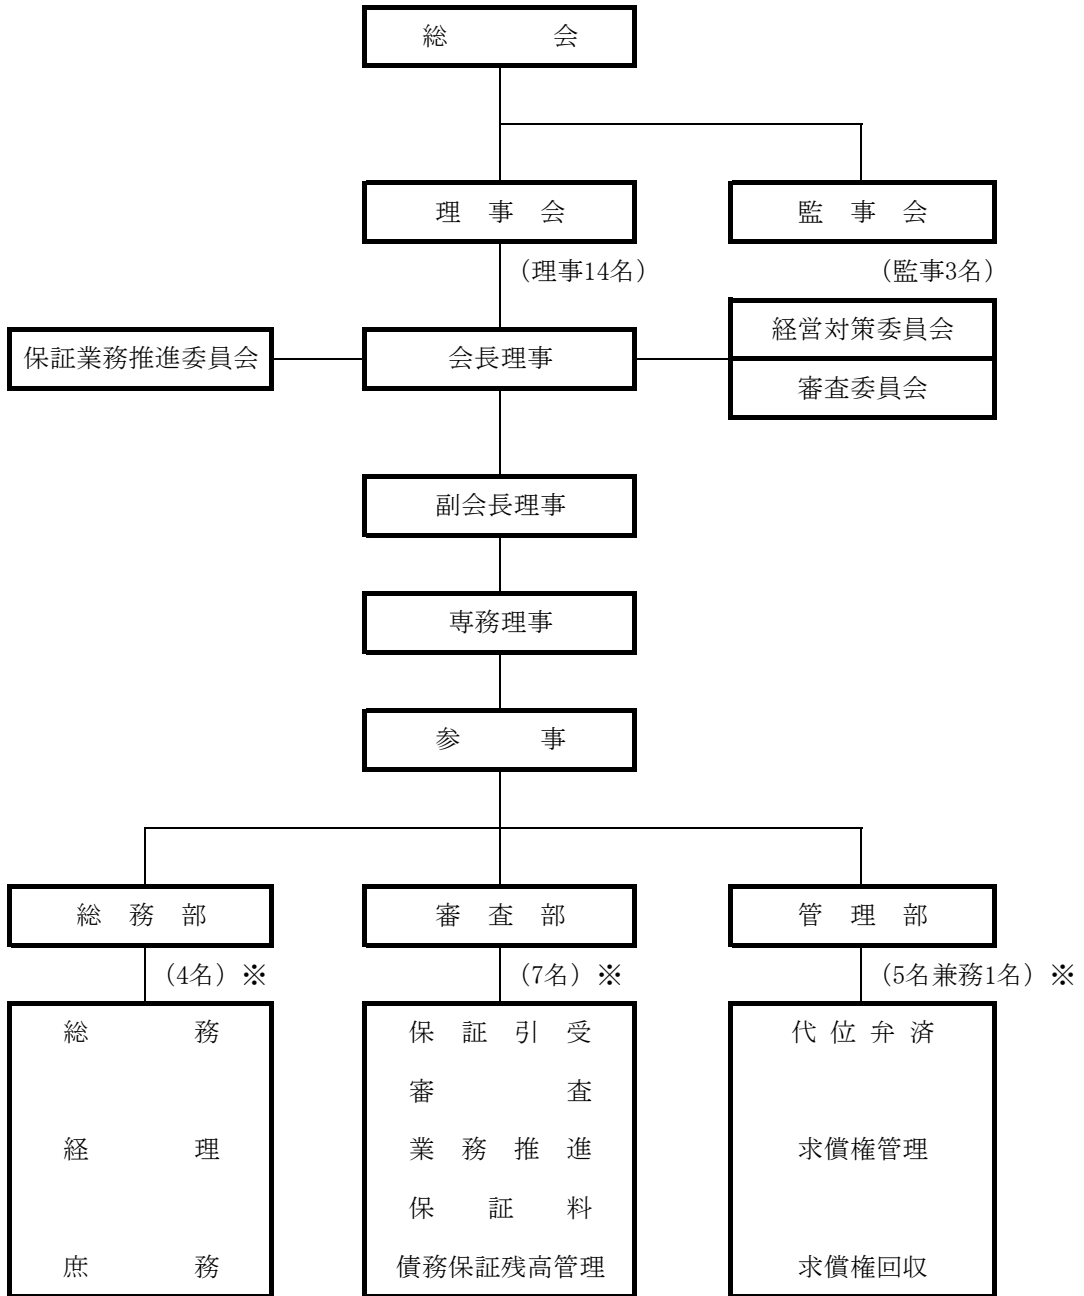 総　　　　会
理　事　会
監　事　会
（理事14名）
（監事3名）
保証業務推進委員会
会長理事
経営対策委員会
審査委員会
副会長理事
専務理事
参　　　事
総　務　部
審　査　部
管　理　部
（4名）※
（7名）※
（5名兼務1名）※
総　　　　務
経　　　　理
庶　　　　務
保　証　引　受
審　　　　　査
業　務　推　進
保　　証　　料
債務保証残高管理
代 位 弁 済
求償権管理
求償権回収